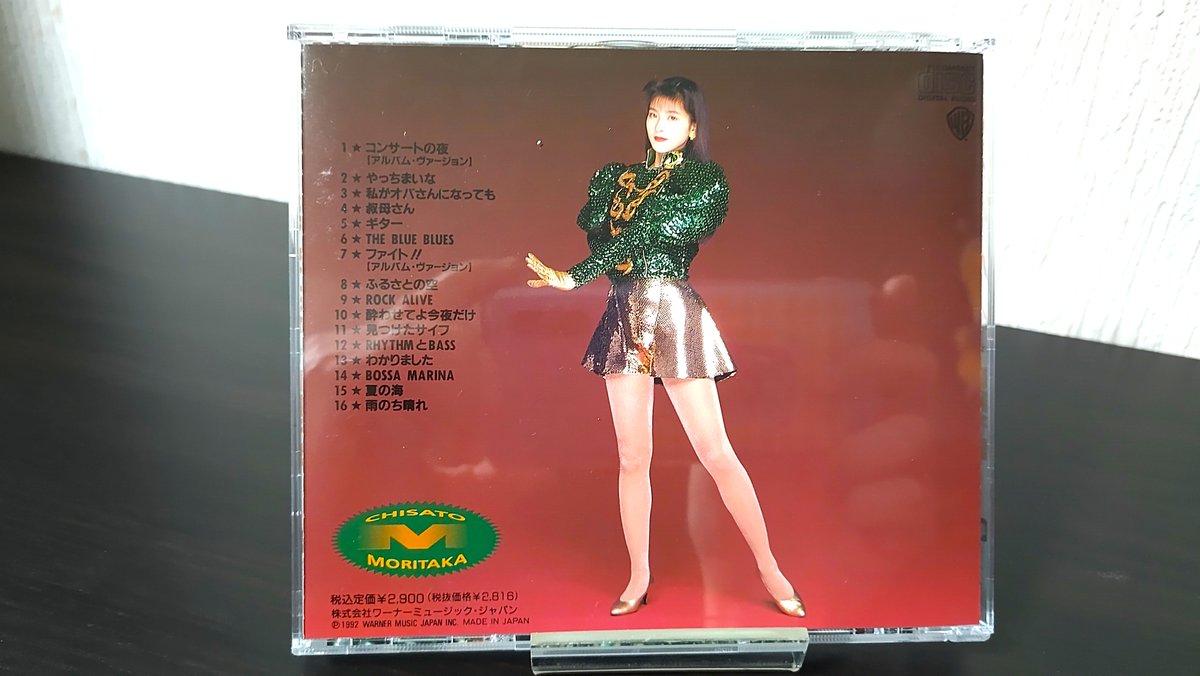 COMPACT
disc
DIGITAL AUDIO
1 ★ コンサートの夜
[アルバム・ヴァージョン]
2 ★ やっちまいな
3 ★ 私がオバさんになっても
4 ★ 叔母さん
5 ★ ギター
6 ★ THE BLUE BLUES
7 ★ ファイト!!
[アルバム・ヴァージョン]
8 ★ ふるさとの空
9 ★ ROCK ALIVE
10 ★ 酔わせてよ今夜だけ
11 ★ 見つけたサイフ
12 ★ RHYTHMとBASS
13 ★ わかりました
14 ★ BOSSA MARINA
15 ★ 夏の海
16 ★ 雨のち晴れ
CHISATO
M
MORITAKA
税込定価¥2,900(税抜価格¥2,816)
株式会社ワーナーミュージック・ジャパン
℗1992 WARNER MUSIC JAPAN INC. MADE IN JAPAN